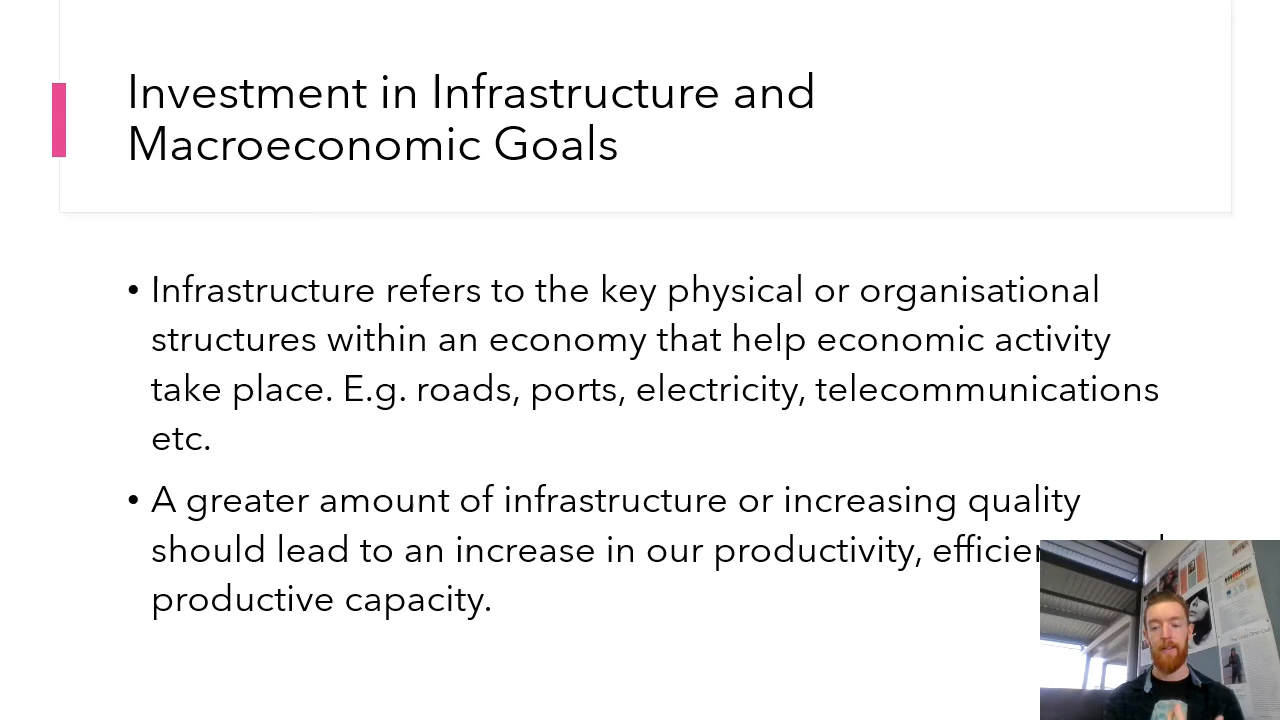 Investment in Infrastructure and
Macroeconomic Goals
• Infrastructure refers to the key physical or organisational
structures within an economy that help economic activity
take place. E.g. roads, ports, electricity, telecommunications
etc.
• A greater amount of infrastructure or increasing quality
should lead to an increase in our productivity,
productive capacity.